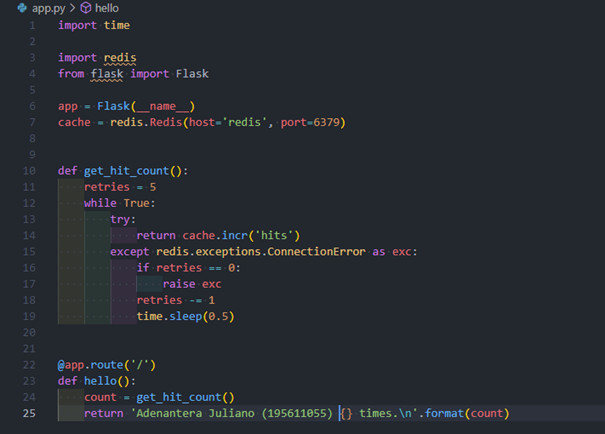 app.py > hello
1 import time
2
3 import redis
4 from flask import Flask
5
6 app = Flask(__name__)
7 cache = redis.Redis(host='redis', port=6379)
8
9
10 def get_hit_count():
11     retries = 5
12     while True:
13         try:
14             return cache.incr('hits')
15         except redis.exceptions.ConnectionError as exc:
16             if retries == 0:
17                 raise exc
18             retries -= 1
19             time.sleep(0.5)
20
21
22 @app.route('/')
23 def hello():
24     count = get_hit_count()
25     return 'Adenantera Juliano (195611055) {} times.\n'.format(count)